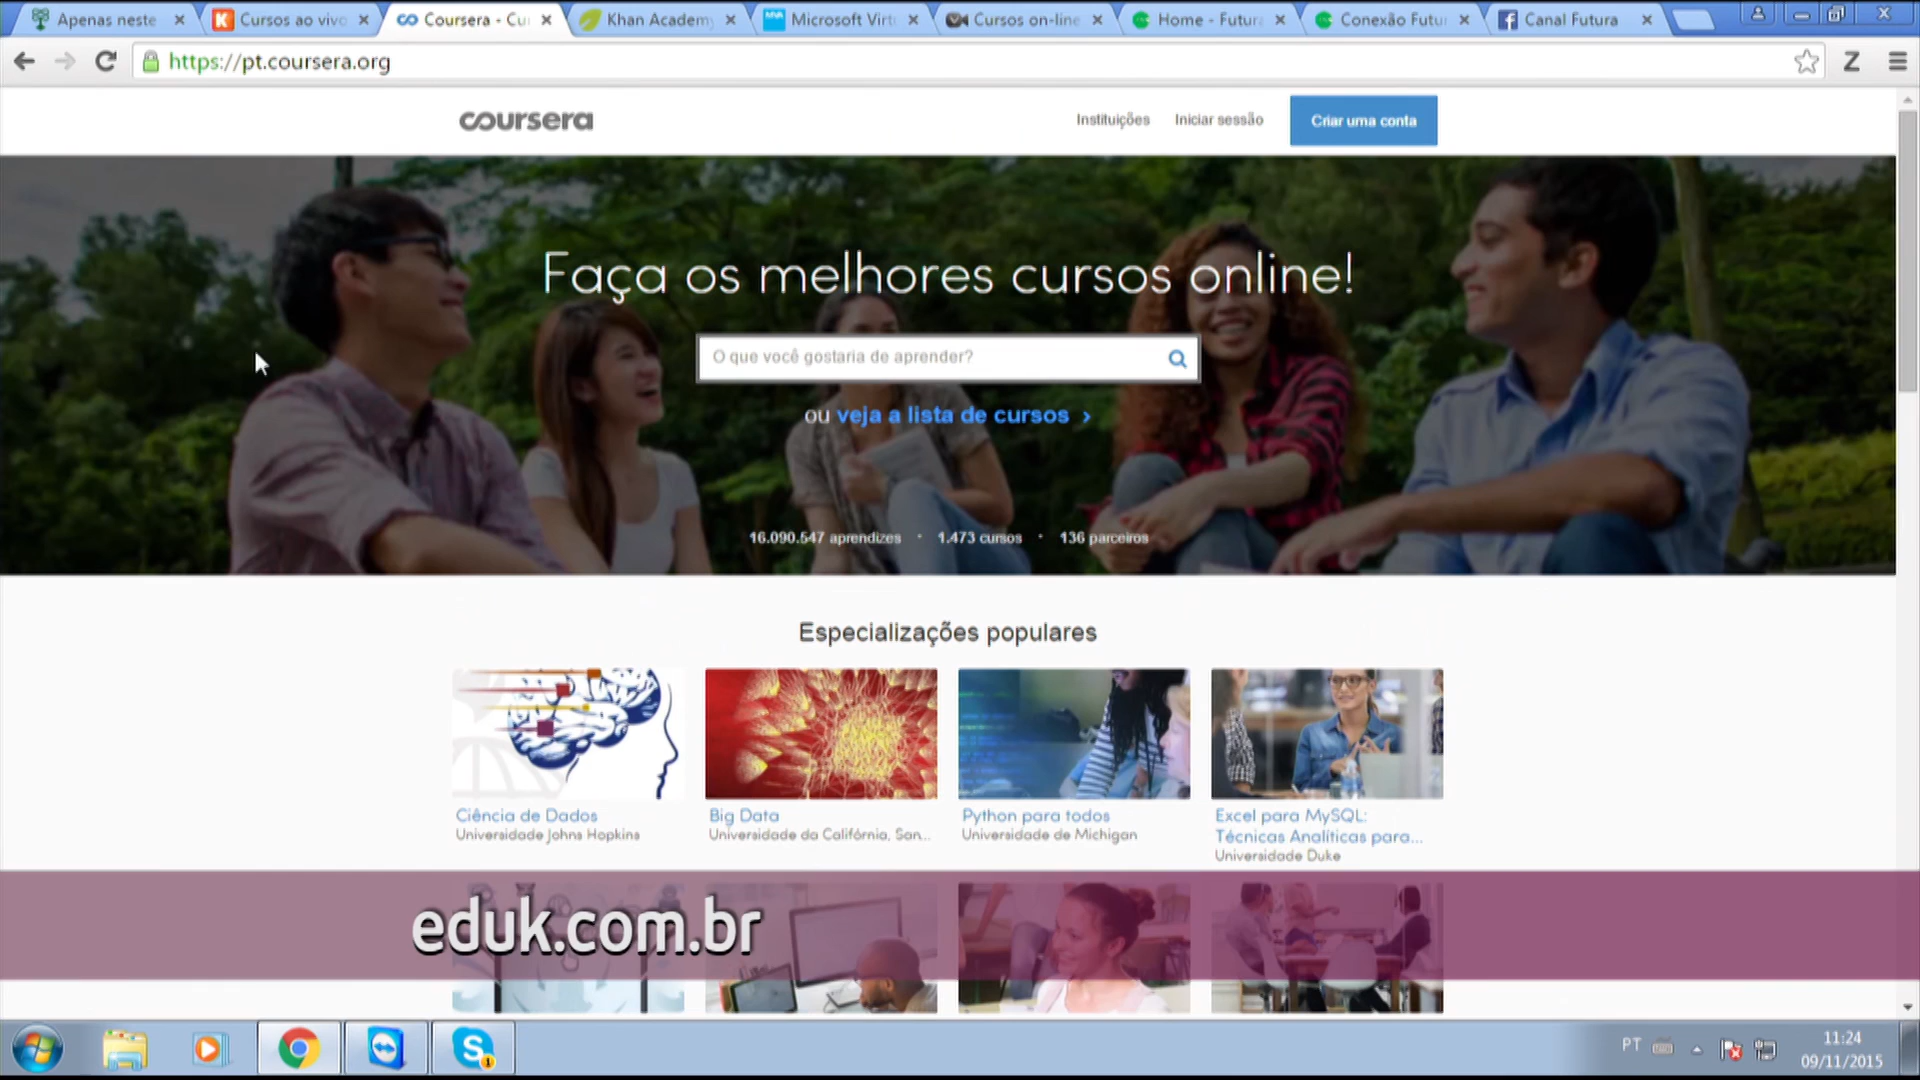 Apenas neste
Cursos ao vivo
Coursera - Cu
Khan Academy
Microsoft Virt
Cursos on-line
Home - Futura
Conexão Futu
Canal Futura
https://pt.coursera.org
Z
coursera
Instituições
Iniciar sessão
Criar uma conta
Faça os melhores cursos online!
O que você gostaria de aprender?
ou veja a lista de cursos ›
16.090.547 aprendizes · 1.473 cursos · 136 parceiros
Especializações populares
Ciência de Dados
Universidade Johns Hopkins
Big Data
Universidade da Califórnia, San...
Python para todos
Universidade de Michigan
Excel para MySQL:
Técnicas Analíticas para...
Universidade Duke
eduk.com.br
PT
11:24
09/11/2015